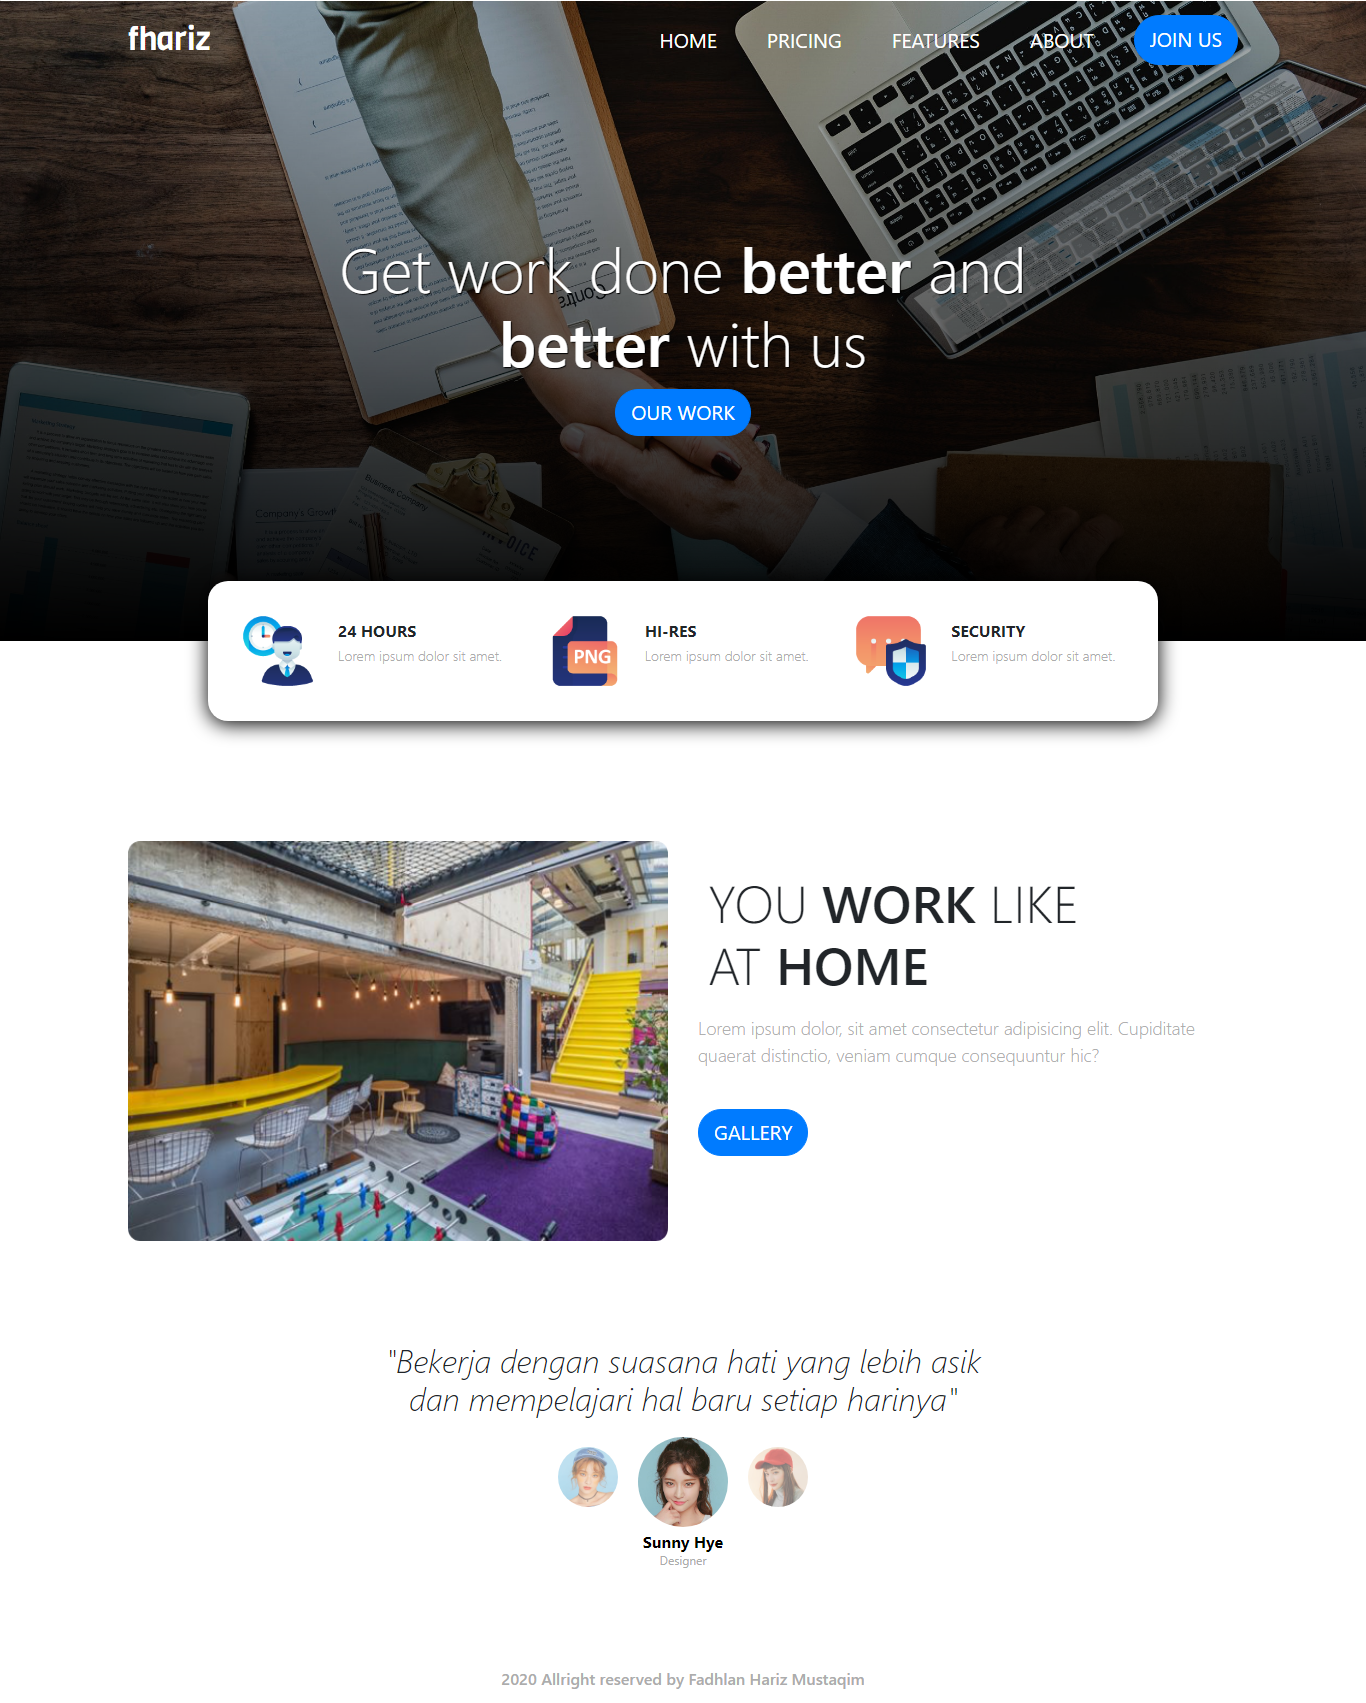 fhariz
HOME PRICING FEATURES ABOUT JOIN US
Get work done better and
better with us
OUR WORK
24 HOURS
Lorem ipsum dolor sit amet.
PNG
HI-RES
Lorem ipsum dolor sit amet.
SECURITY
Lorem ipsum dolor sit amet.
YOU WORK LIKE
AT HOME
Lorem ipsum dolor, sit amet consectetur adipisicing elit. Cupiditate
quaerat distinctio, veniam cumque consequuntur hic?
GALLERY
"Bekerja dengan suasana hati yang lebih asik
dan mempelajari hal baru setiap harinya"
Sunny Hye
Designer
2020 Allright reserved by Fadhlan Hariz Mustaqim